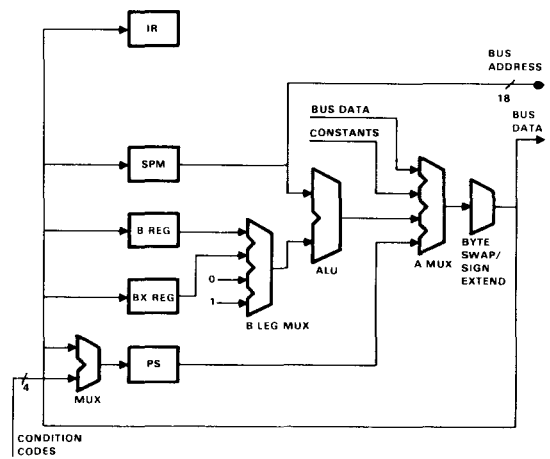 IR
BUS
ADDRESS
18
BUS DATA
BUS
DATA
CONSTANTS
SPM
B REG
ALU
A MUX
BYTE
SWAP/
SIGN
EXTEND
BX REG
0
1
B LEG MUX
PS
4
MUX
CONDITION
CODES